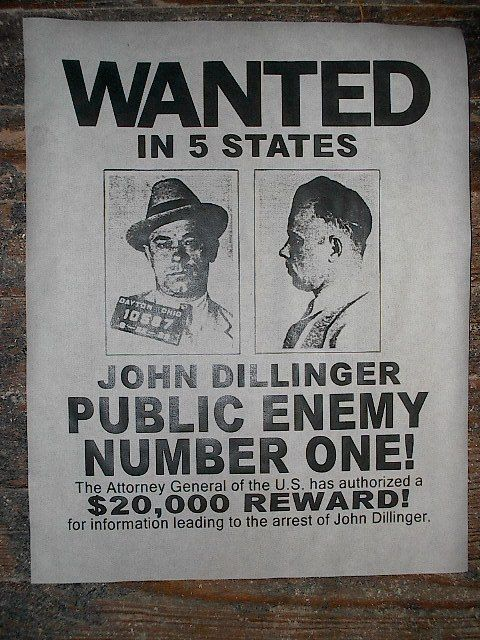 WANTED
IN 5 STATES
DAYTON OHIO
10587
JOHN DILLINGER
PUBLIC ENEMY
NUMBER ONE!
The Attorney General of the U.S. has authorized a
$20,000 REWARD!
for information leading to the arrest of John Dillinger.